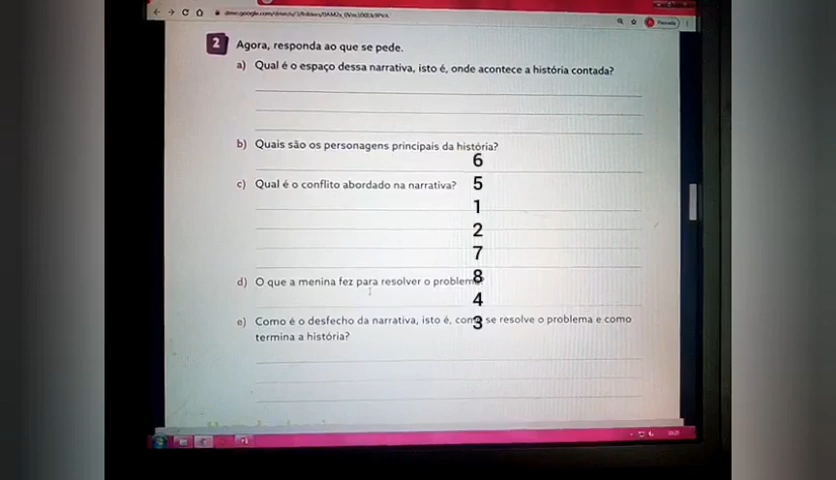 2 Agora, responda ao que se pede.
a) Qual é o espaço dessa narrativa, isto é, onde acontece a história contada?
b) Quais são os personagens principais da história?
6
c) Qual é o conflito abordado na narrativa?
5
1
2
7
d) O que a menina fez para resolver o
8
4
e) Como é o desfecho da narrativa, isto é, se resolve o problema e como
3
termina a história?